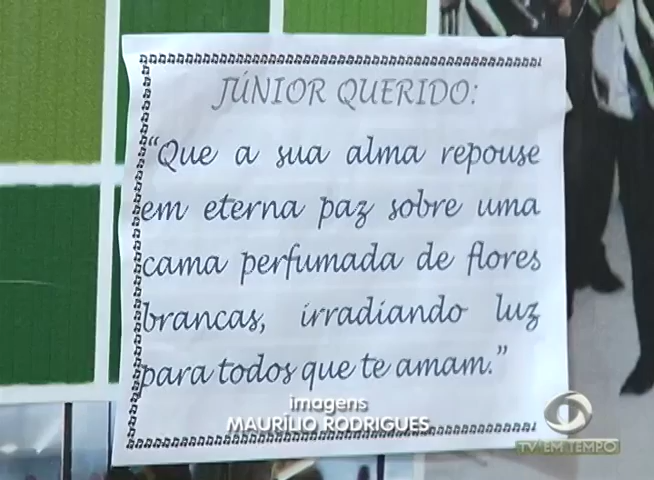 JÚNIOR QUERIDO:
“Que a sua alma repouse
em eterna paz sobre uma
cama perfumada de flores
brancas, irradiando luz
para todos que te amam.”
imagens
MAURÍLIO RODRIGUES
TV EM TEMPO